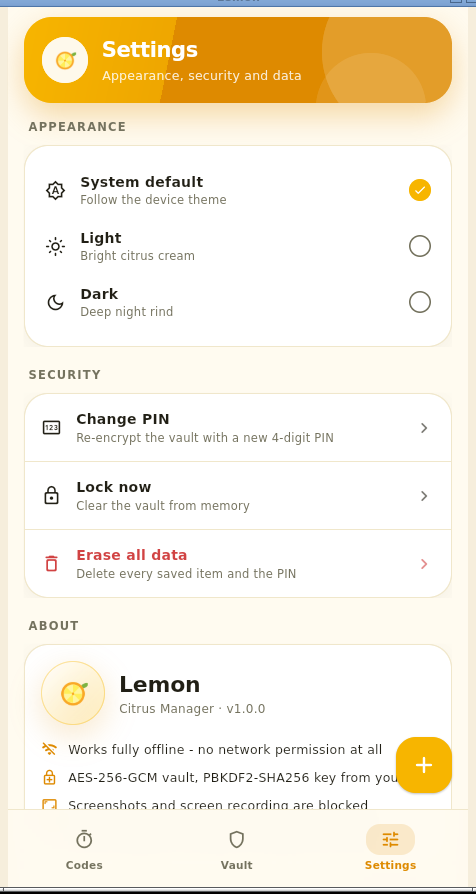 Settings
Appearance, security and data
APPEARANCE
System default
Follow the device theme
Light
Bright citrus cream
Dark
Deep night rind
SECURITY
Change PIN
Re-encrypt the vault with a new 4-digit PIN
Lock now
Clear the vault from memory
Erase all data
Delete every saved item and the PIN
ABOUT
Lemon
Citrus Manager · v1.0.0
Works fully offline - no network permission at all
AES-256-GCM vault, PBKDF2-SHA256 key from you
Screenshots and screen recording are blocked
Codes
Vault
Settings